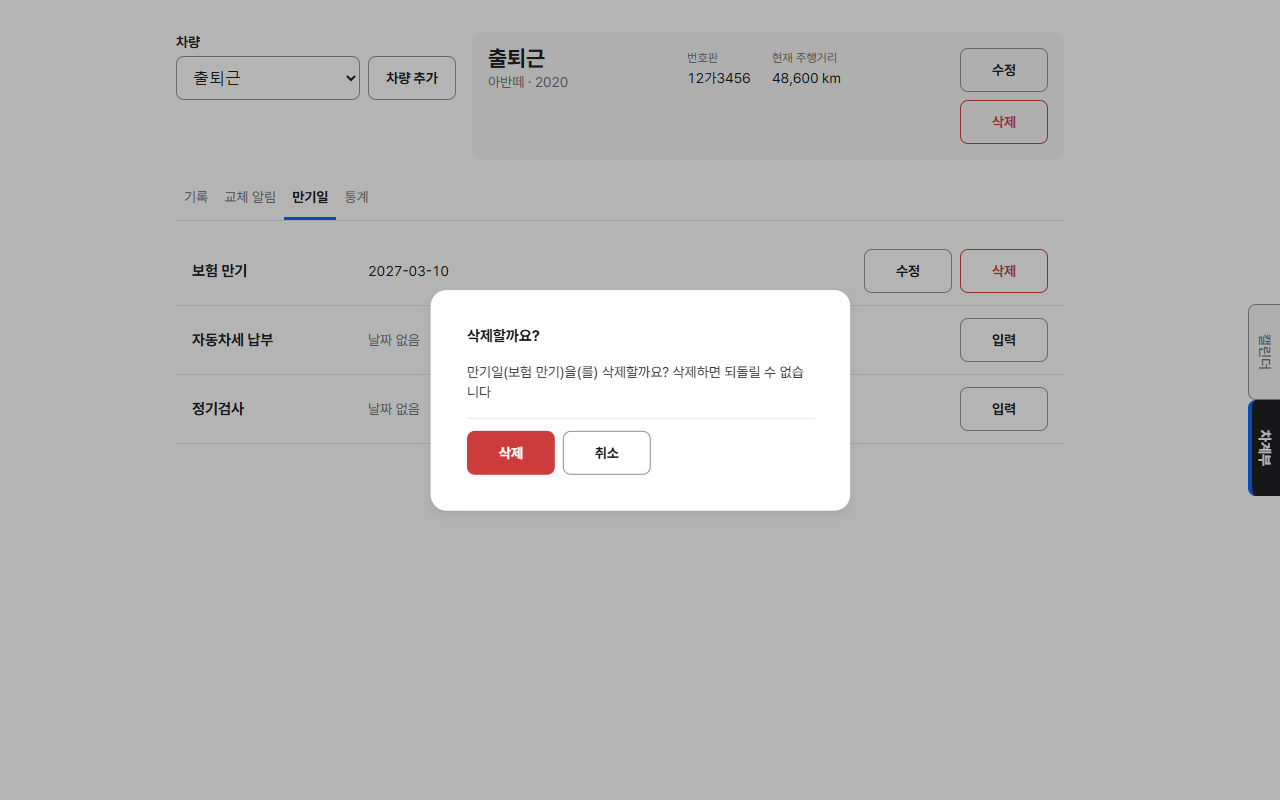 차량
출퇴근
차량 추가
출퇴근
아반떼 · 2020
번호판
12가3456
현재 주행거리
48,600 km
수정
삭제
기록
교체 알림
만기일
통계
보험 만기
2027-03-10
수정
삭제
자동차세 납부
날짜 없음
입력
정기검사
날짜 없음
입력
삭제할까요?
만기일(보험 만기)을(를) 삭제할까요? 삭제하면 되돌릴 수 없습
니다
삭제
취소
캘린더
차계부